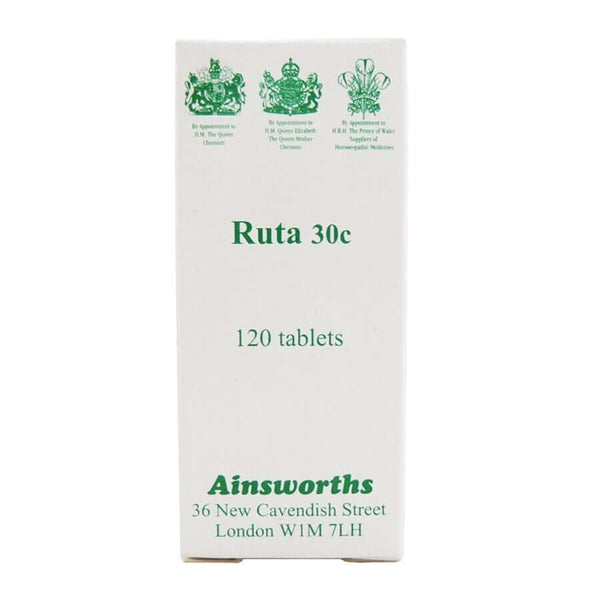 By Appointment to
H.M. The Queen
Chemists
By Appointment to
H.M. Queen Elizabeth
The Queen Mother
Chemists
By Appointment to
H.R.H. The Prince of Wales
Suppliers of
Homoeopathic Medicines
Ruta 30c
120 tablets
Ainsworths
36 New Cavendish Street
London W1M 7LH